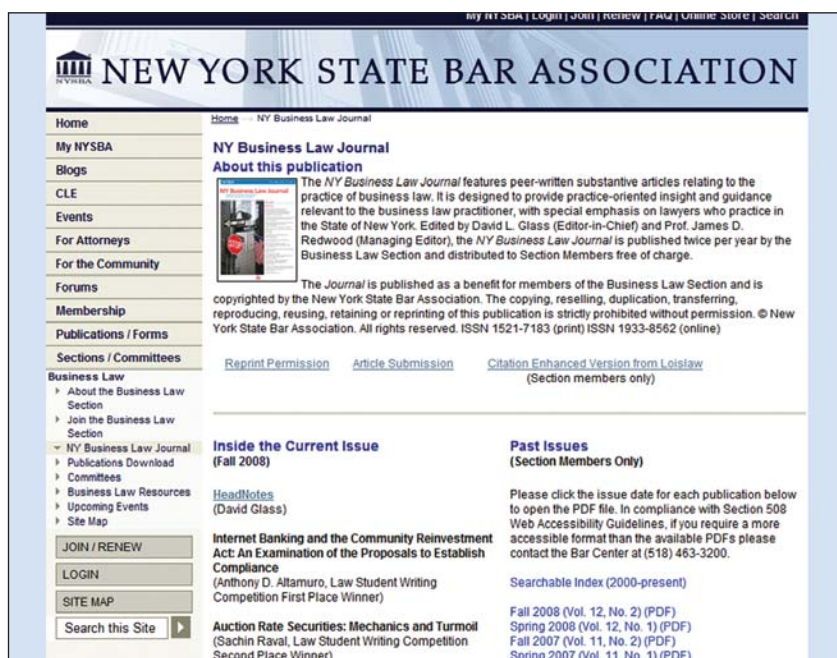 My NYSBA | Login | Join | Renew | FAQ | Online Store | Search
NYSBA
NEW YORK STATE BAR ASSOCIATION
Home
My NYSBA
Blogs
CLE
Events
For Attorneys
For the Community
Forums
Membership
Publications / Forms
Sections / Committees
Business Law
About the Business Law
Section
Join the Business Law
Section
NY Business Law Journal
Publications Download
Committees
Business Law Resources
Upcoming Events
Site Map
JOIN / RENEW
LOGIN
SITE MAP
Search this Site
Home → NY Business Law Journal
NY Business Law Journal
About this publication
NY Business Law Journal
STOP
The NY Business Law Journal features peer-written substantive articles relating to the
practice of business law. It is designed to provide practice-oriented insight and guidance
relevant to the business law practitioner, with special emphasis on lawyers who practice in
the State of New York. Edited by David L. Glass (Editor-in-Chief) and Prof. James D.
Redwood (Managing Editor), the NY Business Law Journal is published twice per year by the
Business Law Section and distributed to Section Members free of charge.
The Journal is published as a benefit for members of the Business Law Section and is
copyrighted by the New York State Bar Association. The copying, reselling, duplication, transferring,
reproducing, reusing, retaining or reprinting of this publication is strictly prohibited without permission. © New
York State Bar Association. All rights reserved. ISSN 1521-7183 (print) ISSN 1933-8562 (online)
Reprint Permission Article Submission Citation Enhanced Version from Loislaw
(Section members only)
Inside the Current Issue
(Fall 2008)
HeadNotes
(David Glass)
Internet Banking and the Community Reinvestment
Act: An Examination of the Proposals to Establish
Compliance
(Anthony D. Altamuro, Law Student Writing
Competition First Place Winner)
Auction Rate Securities: Mechanics and Turmoil
(Sachin Raval, Law Student Writing Competition
Second Place Winner)
Past Issues
(Section Members Only)
Please click the issue date for each publication below
to open the PDF file. In compliance with Section 508
Web Accessibility Guidelines, if you require a more
accessible format than the available PDFs please
contact the Bar Center at (518) 463-3200.
Searchable Index (2000-present)
Fall 2008 (Vol. 12, No. 2) (PDF)
Spring 2008 (Vol. 12, No. 1) (PDF)
Fall 2007 (Vol. 11, No. 2) (PDF)
Spring 2007 (Vol. 11, No. 1) (PDF)